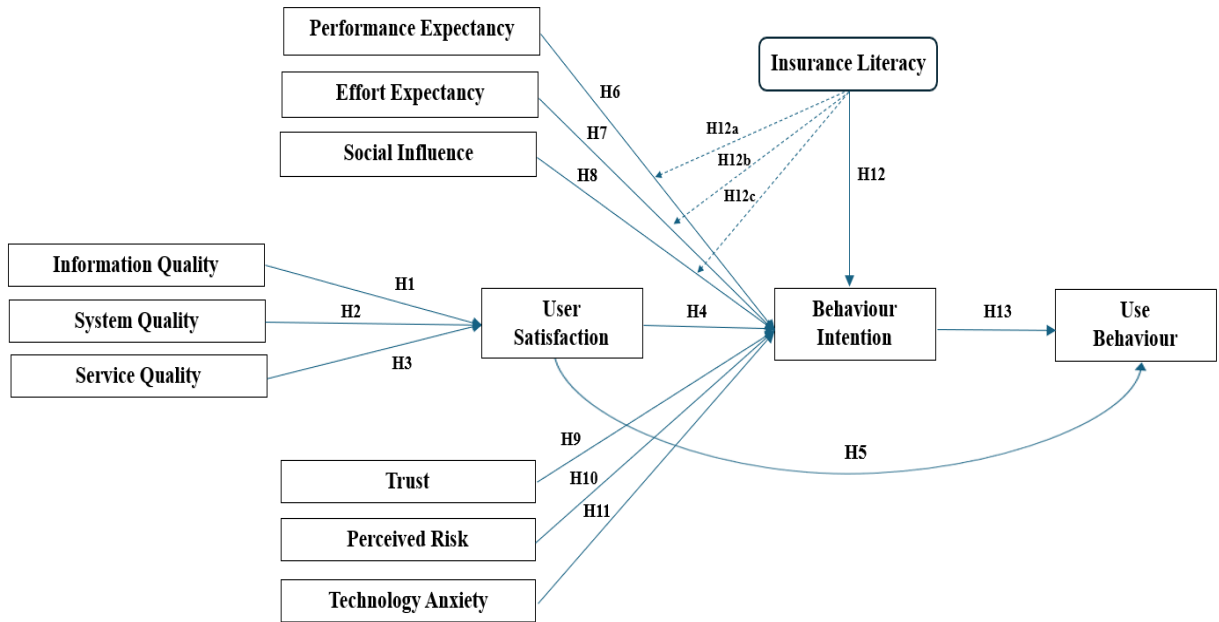 Performance Expectancy
Insurance Literacy
Effort Expectancy
H6
H7
H12a
Social Influence
H8
H12b
H12
H12c
Information Quality
H1
User
Satisfaction
H4
Behaviour
Intention
H13
Use
Behaviour
System Quality
H2
Service Quality
H3
H9
H5
Trust
H10
H11
Perceived Risk
Technology Anxiety